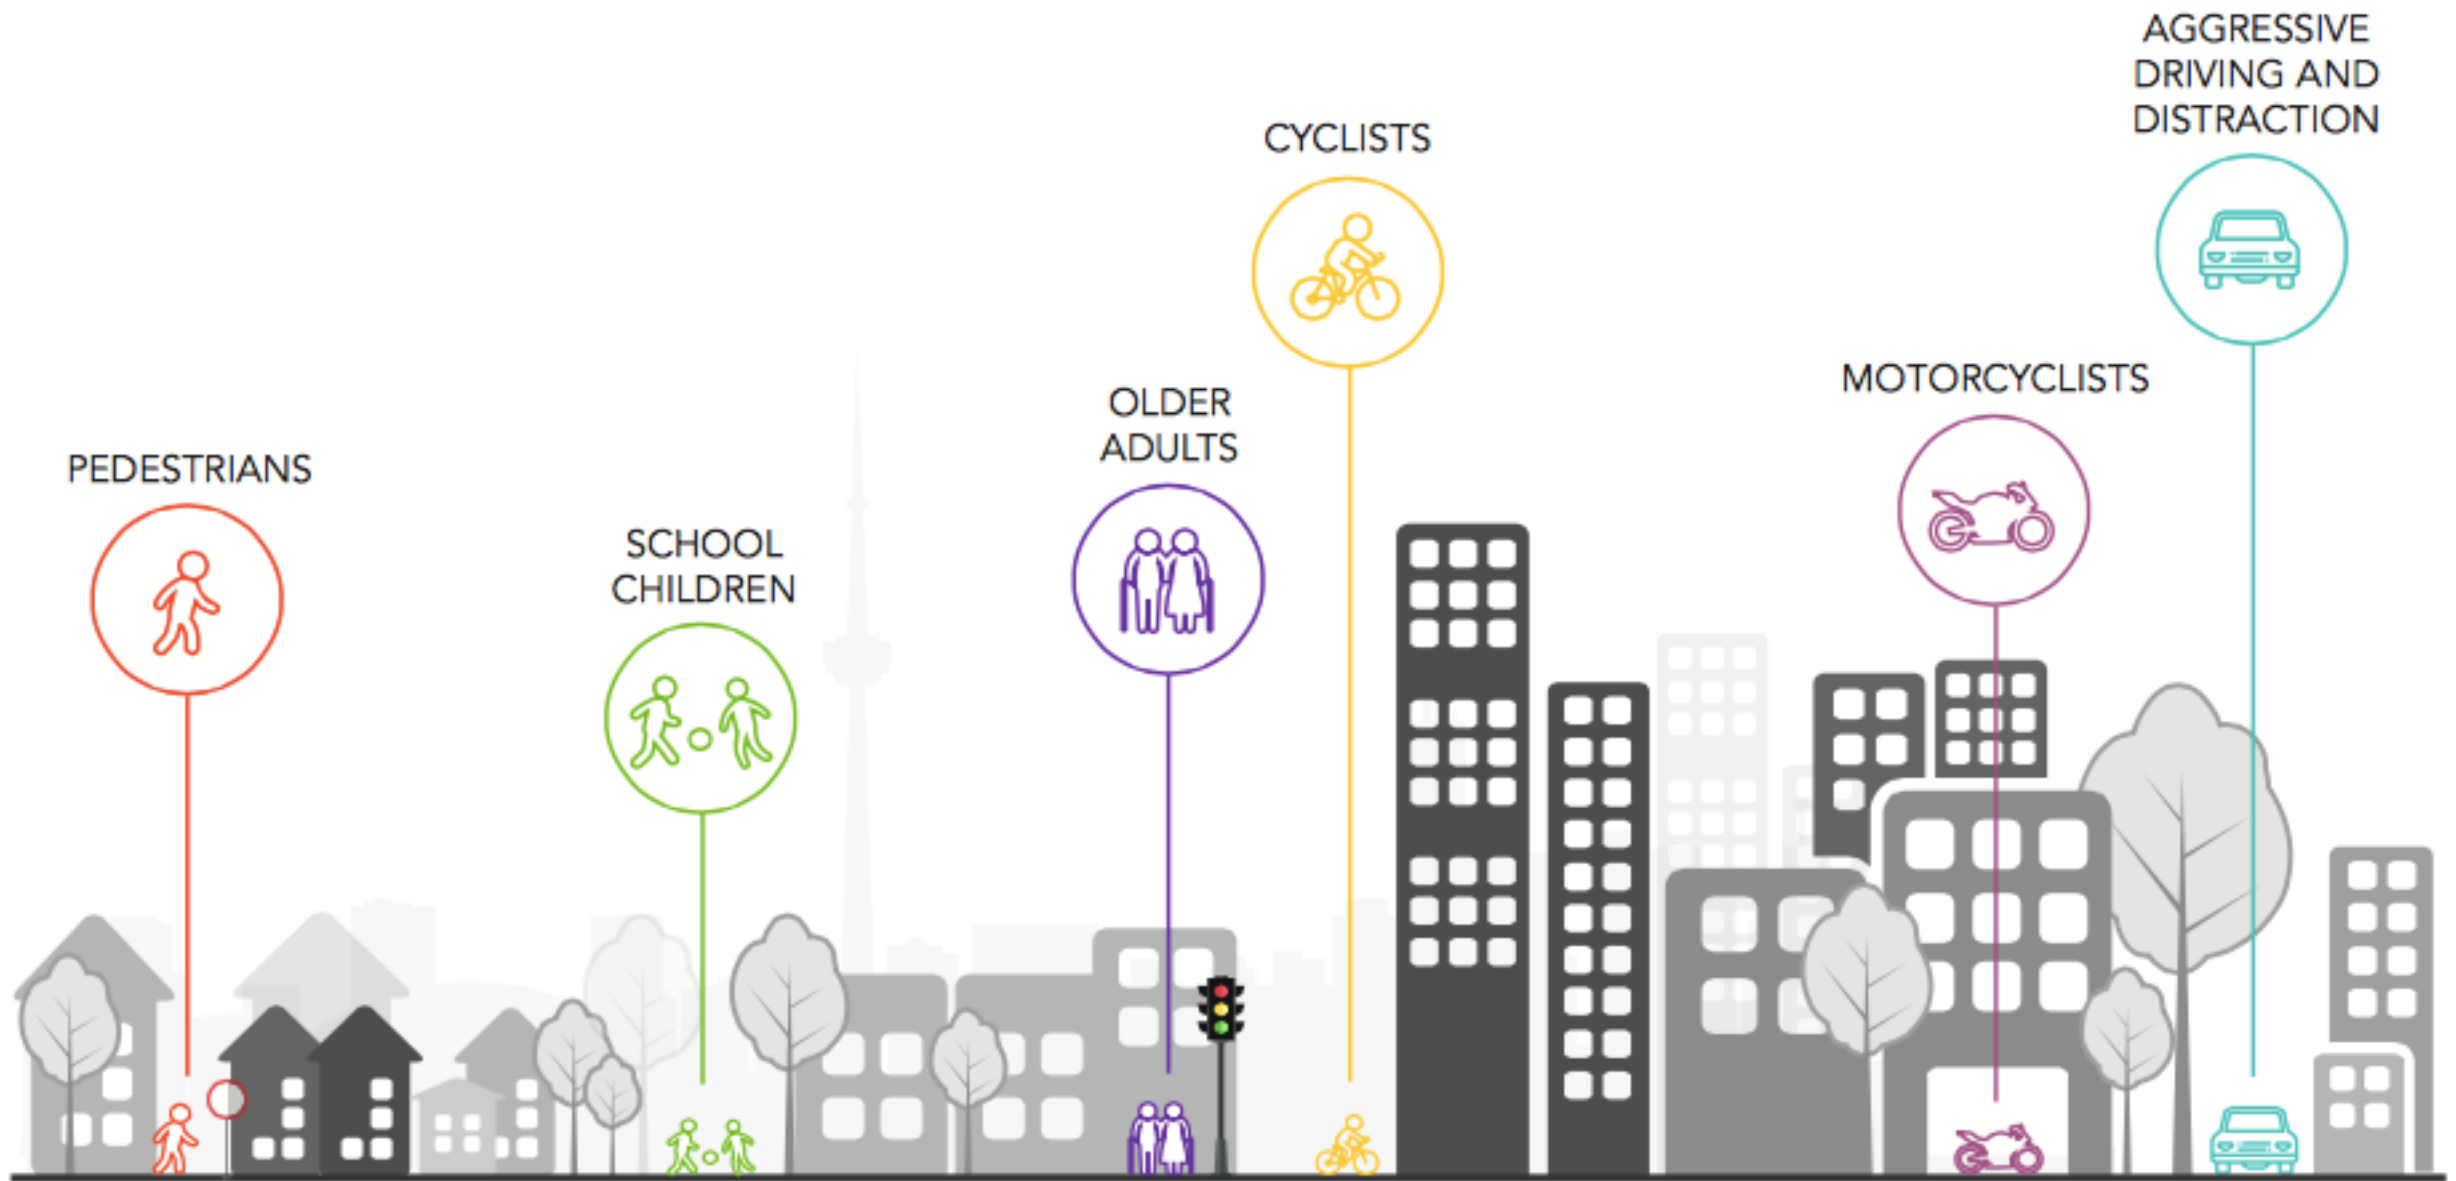 PEDESTRIANS
SCHOOL
CHILDREN
OLDER
ADULTS
CYCLISTS
MOTORCYCLISTS
AGGRESSIVE
DRIVING AND
DISTRACTION